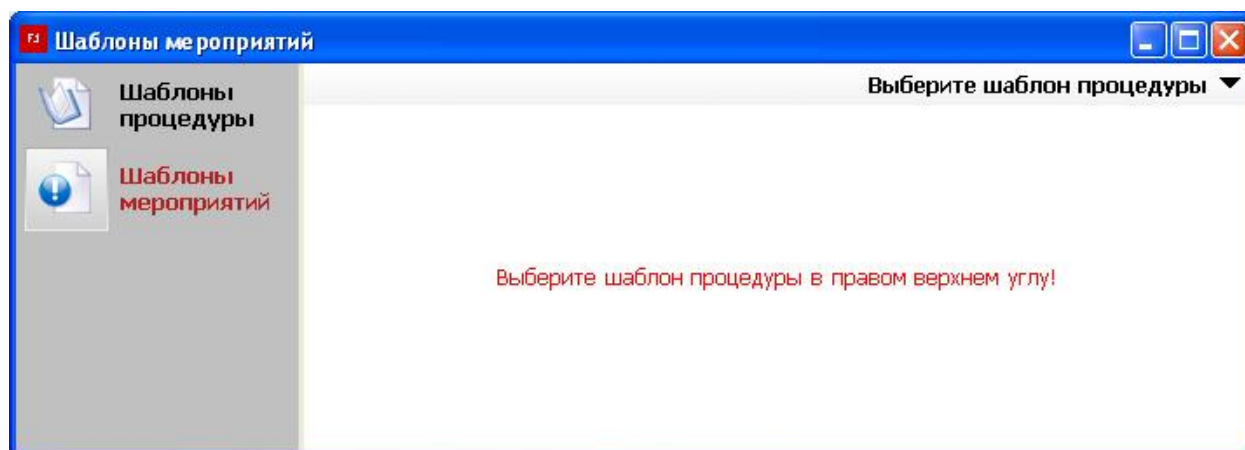 Шаблоны мероприятий
Выберите шаблон процедуры
Шаблоны
процедуры
Шаблоны
мероприятий
Выберите шаблон процедуры в правом верхнем углу!